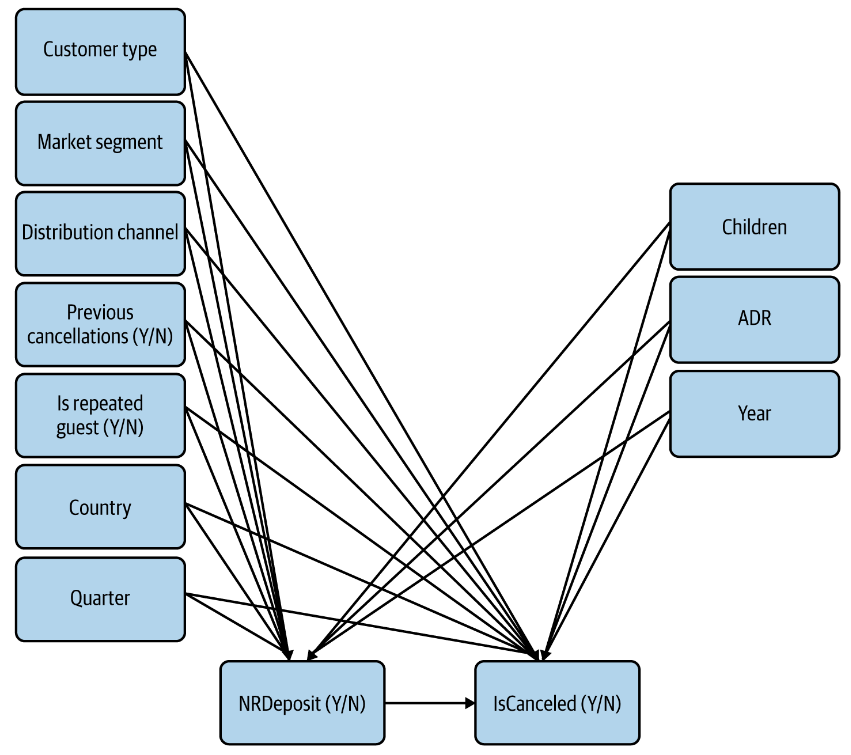 Customer type
Market segment
Distribution channel
Previous
cancellations (Y/N)
Is repeated
guest (Y/N)
Country
Quarter
Children
ADR
Year
NRDeposit (Y/N)
IsCanceled (Y/N)